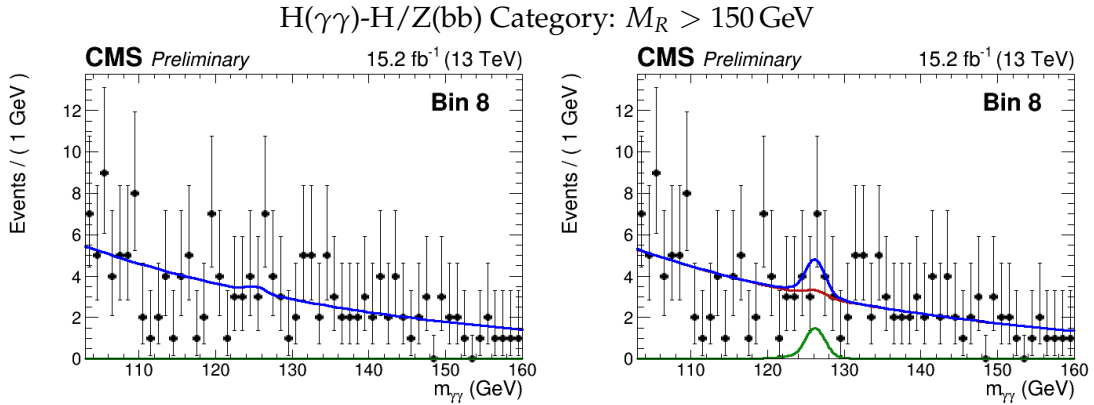 H(γγ)-H/Z(bb) Category: M_R > 150 GeV
CMS Preliminary 15.2 fb⁻¹ (13 TeV)
Bin 8
Events / ( 1 GeV )
12
10
8
6
4
2
0
110 120 130 140 150 160
m_γγ (GeV)
CMS Preliminary 15.2 fb⁻¹ (13 TeV)
Bin 8
Events / ( 1 GeV )
12
10
8
6
4
2
0
110 120 130 140 150 160
m_γγ (GeV)